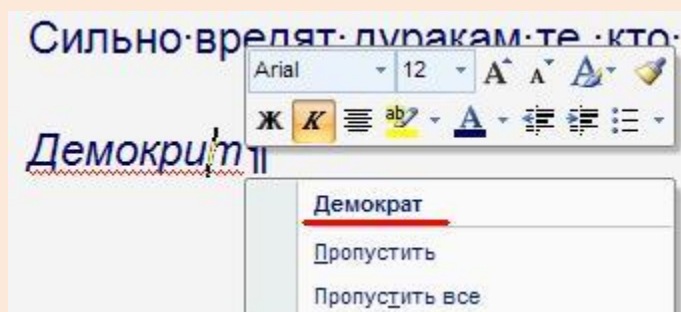 Сильно·вредят·дуракам·те,·кто·
Arial 12
Ж К
Демокрит¶
Демократ
Пропустить
Пропустить все